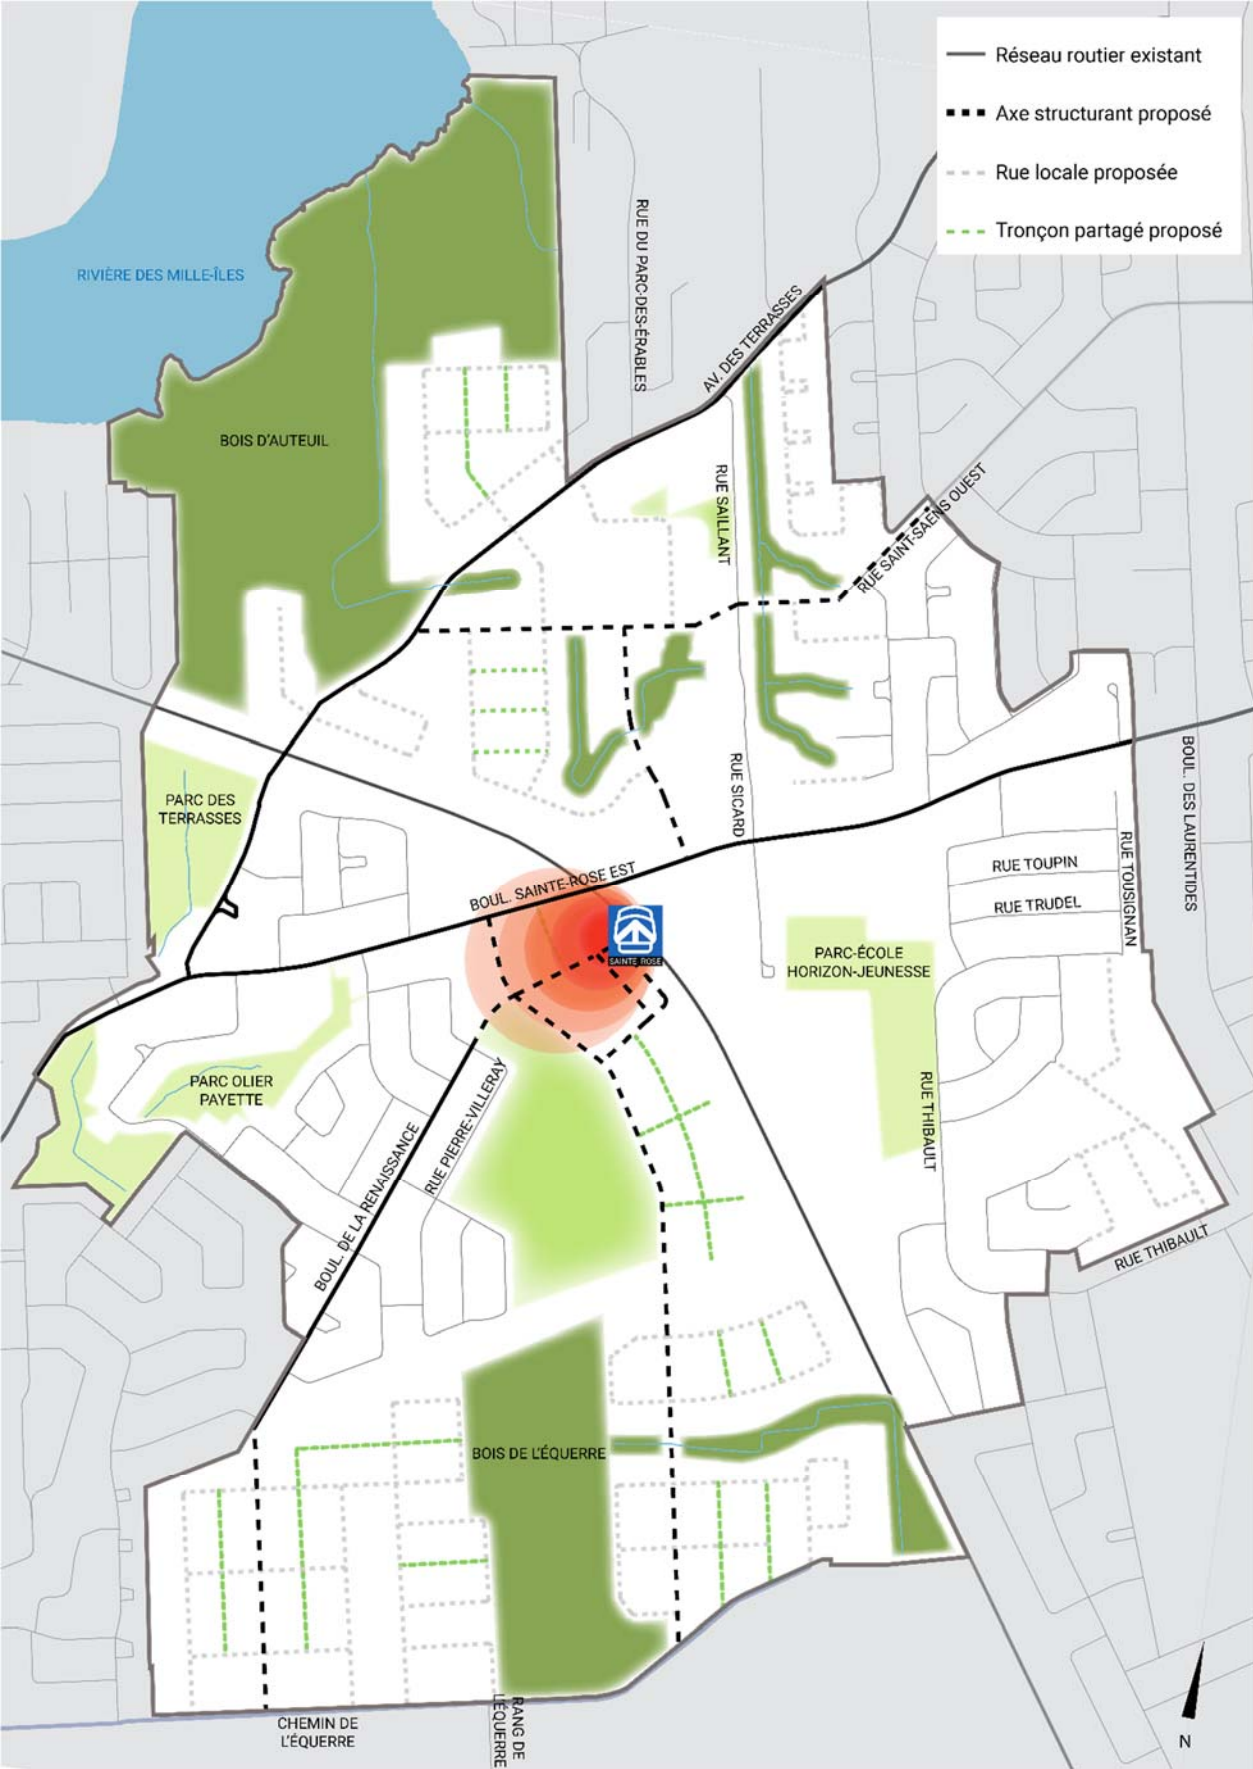 Réseau routier existant
Axe structurant proposé
Rue locale proposée
Tronçon partagé proposé
RIVIÈRE DES MILLE-ÎLES
RUE DU PARC-DES-ÉRABLES
AV. DES TERRASSES
BOIS D'AUTEUIL
RUE SAILLANT
RUE SAINT-SAENS OUEST
RUE SICARD
BOUL. DES LAURENTIDES
PARC DES
TERRASSES
BOUL. SAINTE-ROSE EST
RUE TOUPIN
RUE TRUDEL
RUE TOUSIGNAN
SAINTE-ROSE
PARC-ÉCOLE
HORIZON-JEUNESSE
PARC OLIER
PAYETTE
RUE PIERRE-VILLERAY
BOUL. DE LA RENAISSANCE
RUE THIBAULT
RUE THIBAULT
BOIS DE L'ÉQUERRE
CHEMIN DE
L'ÉQUERRE
RANG DE
L'ÉQUERRE
N